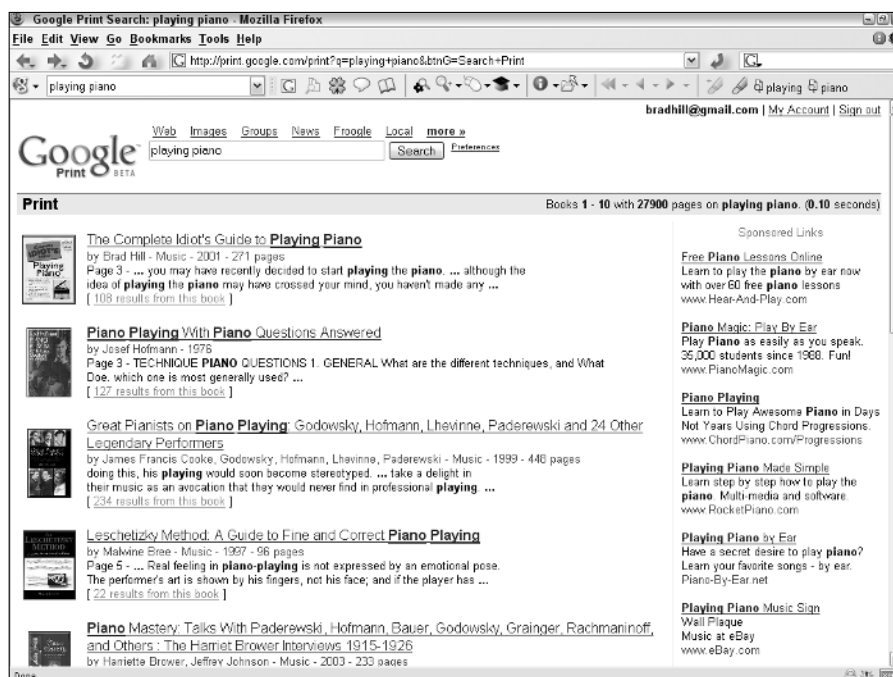 Google Print Search: playing piano - Mozilla Firefox
File Edit View Go Bookmarks Tools Help
http://print.google.com/print?q=playing+piano&btnG=Search+Print
playing piano
playing piano
bradhill@gmail.com | My Account | Sign out
Web Images Groups News Froogle Local more »
Google Print BETA
playing piano Search Preferences
Print
Books 1 - 10 with 27900 pages on playing piano. (0.10 seconds)
The Complete Idiot's Guide to Playing Piano
by Brad Hill - Music - 2001 - 271 pages
Page 3 - ... you may have recently decided to start playing the piano. ... although the
idea of playing the piano may have crossed your mind, you haven't made any ...
[ 108 results from this book ]
Piano Playing With Piano Questions Answered
by Josef Hofmann - 1976
Page 3 - TECHNIQUE PIANO QUESTIONS 1. GENERAL What are the different techniques, and What
Doe. which one is most generally used? ...
[ 127 results from this book ]
Great Pianists on Piano Playing: Godowsky, Hofmann, Lhevinne, Paderewski and 24 Other
Legendary Performers
by James Francis Cooke, Godowsky, Hofmann, Lhevinne, Paderewski - Music - 1999 - 448 pages
doing this, his playing would soon become stereotyped. ... take a delight in
their music as an avocation that they would never find in professional playing. ...
[ 234 results from this book ]
Leschetizky Method: A Guide to Fine and Correct Piano Playing
by Malwine Bree - Music - 1997 - 96 pages
Page 5 - ... Real feeling in piano-playing is not expressed by an emotional pose.
The performer's art is shown by his fingers, not his face; and if the player has ...
[ 22 results from this book ]
Piano Mastery: Talks With Paderewski, Hofmann, Bauer, Godowsky, Grainger, Rachmaninoff,
and Others : The Harriet Brower Interviews 1915-1926
by Harriette Brower, Jeffrey Johnson - Music - 2003 - 233 pages
Sponsored Links
Free Piano Lessons Online
Learn to play the piano by ear now
with over 60 free piano lessons
www.Hear-And-Play.com
Piano Magic: Play By Ear
Play Piano as easily as you speak.
35,000 students since 1988. Fun!
www.PianoMagic.com
Piano Playing
Learn to Play Awesome Piano in Days
Not Years Using Chord Progressions.
www.ChordPiano.com/Progressions
Playing Piano Made Simple
Learn step by step how to play the
piano. Multi-media and software.
www.RocketPiano.com
Playing Piano by Ear
Have a secret desire to play piano?
Learn your favorite songs - by ear.
Piano-By-Ear.net
Playing Piano Music Sign
Wall Plaque
Music at eBay
www.eBay.com
Done